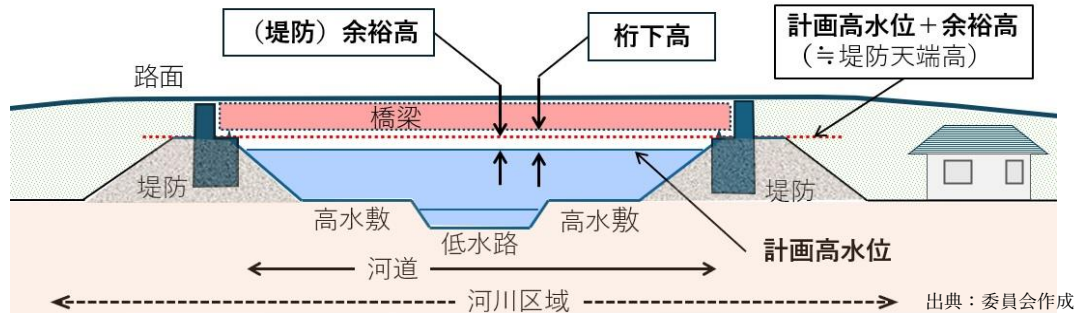 （堤防）余裕高
桁下高
計画高水位＋余裕高
（≒堤防天端高）
路面
橋梁
堤防
堤防
高水敷
高水敷
低水路
計画高水位
河道
河川区域
出典：委員会作成